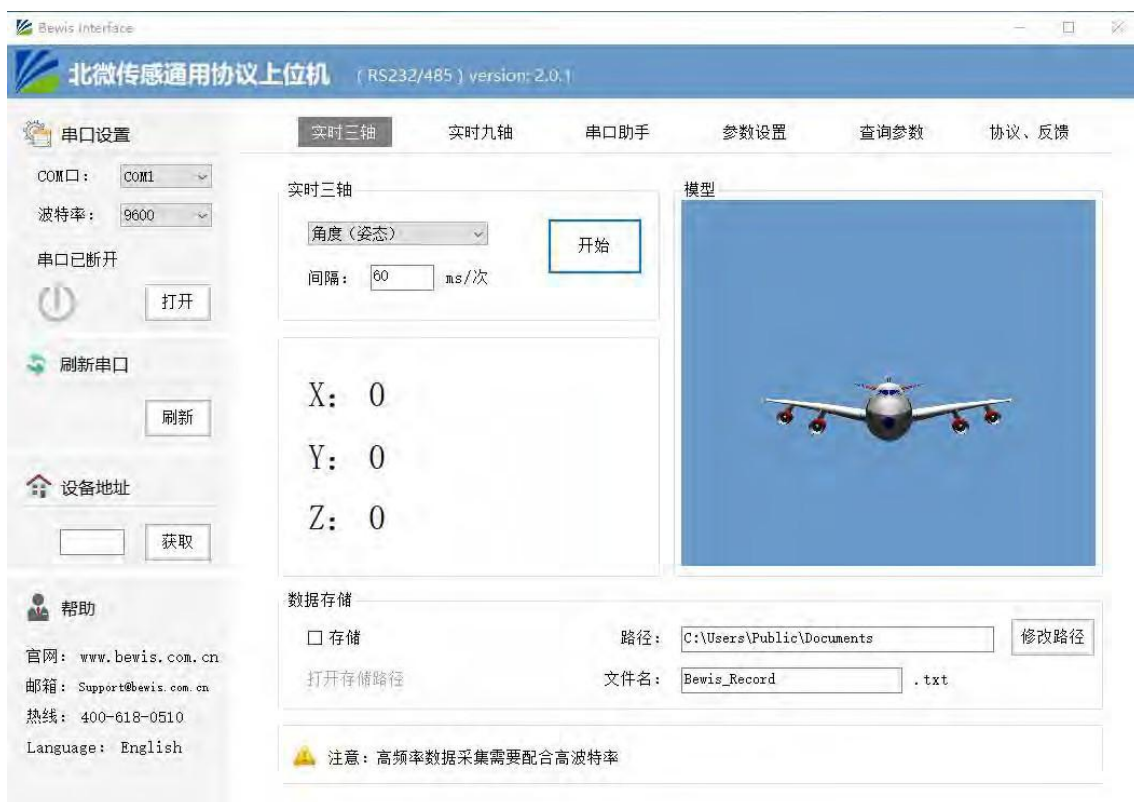 Bewis Interface
北微传感通用协议上位机 (RS232/485) version: 2.0.1
串口设置
COM口: COM1
波特率: 9600
串口已断开
打开
刷新串口
刷新
设备地址
获取
帮助
官网: www.bewis.com.cn
邮箱: Support@bewis.com.cn
热线: 400-618-0510
Language: English
实时三轴 实时九轴 串口助手 参数设置 查询参数 协议、反馈
实时三轴
角度(姿态)
开始
间隔: 60 ms/次
模型
X: 0
Y: 0
Z: 0
数据存储
存储 路径: C:\Users\Public\Documents 修改路径
打开存储路径 文件名: Bewis_Record .txt
注意:高频率数据采集需要配合高波特率